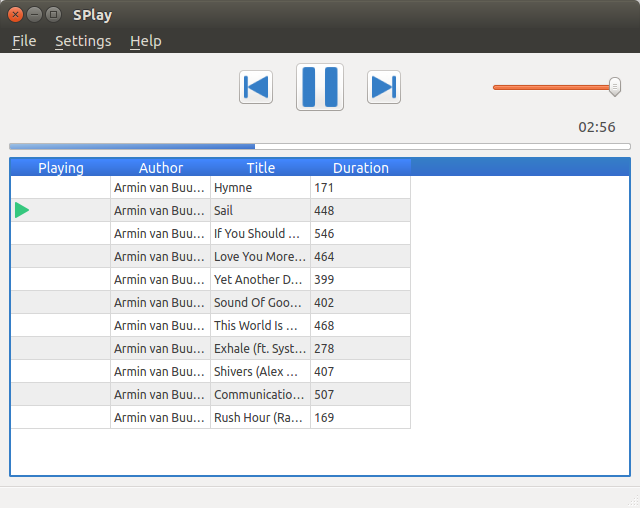 SPlay
File Settings Help
02:56
Playing Author Title Duration
Armin van Buu... Hymne 171
Armin van Buu... Sail 448
Armin van Buu... If You Should ... 546
Armin van Buu... Love You More... 464
Armin van Buu... Yet Another D... 399
Armin van Buu... Sound Of Goo... 402
Armin van Buu... This World Is ... 468
Armin van Buu... Exhale (ft. Syst... 278
Armin van Buu... Shivers (Alex ... 407
Armin van Buu... Communicatio... 507
Armin van Buu... Rush Hour (Ra... 169